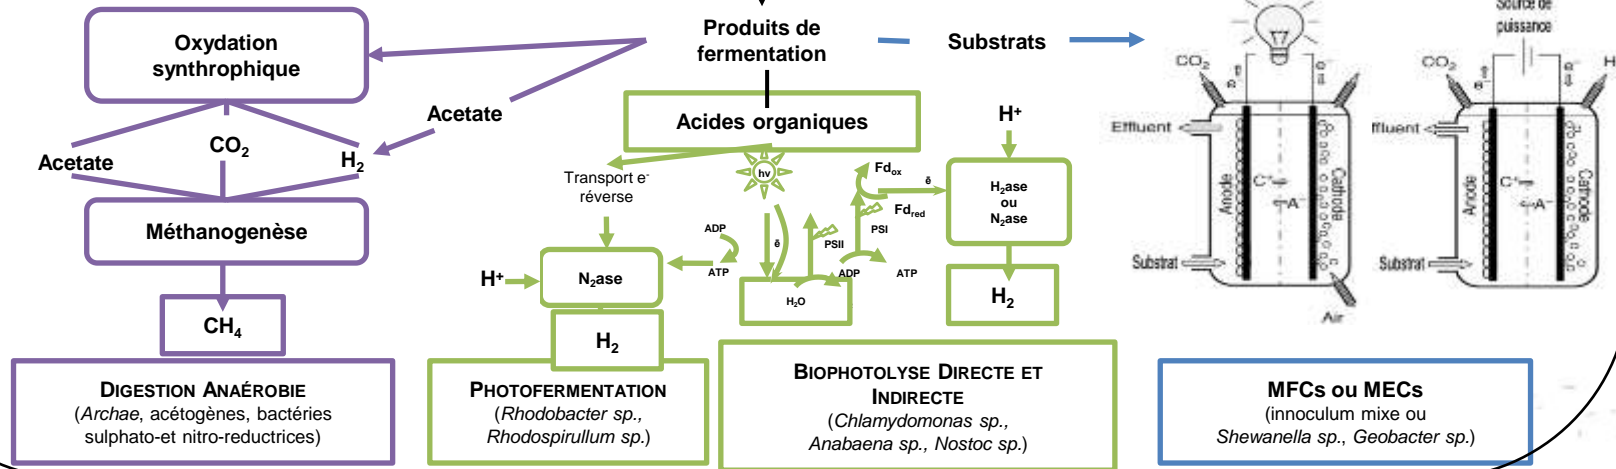 Oxydation
synthrophique
Acetate
CO2
H2
Acetate
Méthanogenèse
CH4
DIGESTION ANAÉROBIE
(Archae, acétogènes, bactéries
sulphato-et nitro-reductrices)
Produits de
fermentation
Substrats
Acides organiques
Transport e-
réverse
hv
H+
N2ase
H2
ADP
ATP
ē
H2O
PSII
ADP
ATP
PSI
Fdox
Fdred
ē
H+
H2ase
ou
N2ase
H2
PHOTOFERMENTATION
(Rhodobacter sp.,
Rhodospirullum sp.)
BIOPHOTOLYSE DIRECTE ET
INDIRECTE
(Chlamydomonas sp.,
Anabaena sp., Nostoc sp.)
CO2
e-
e-
Effluent
Anode
C+
A-
Cathode
Substrat
Air
Source de
puissance
CO2
e-
e-
H
ffluent
Anode
C+
A-
Cathode
Substrat
MFCs ou MECs
(innoculum mixe ou
Shewanella sp., Geobacter sp.)